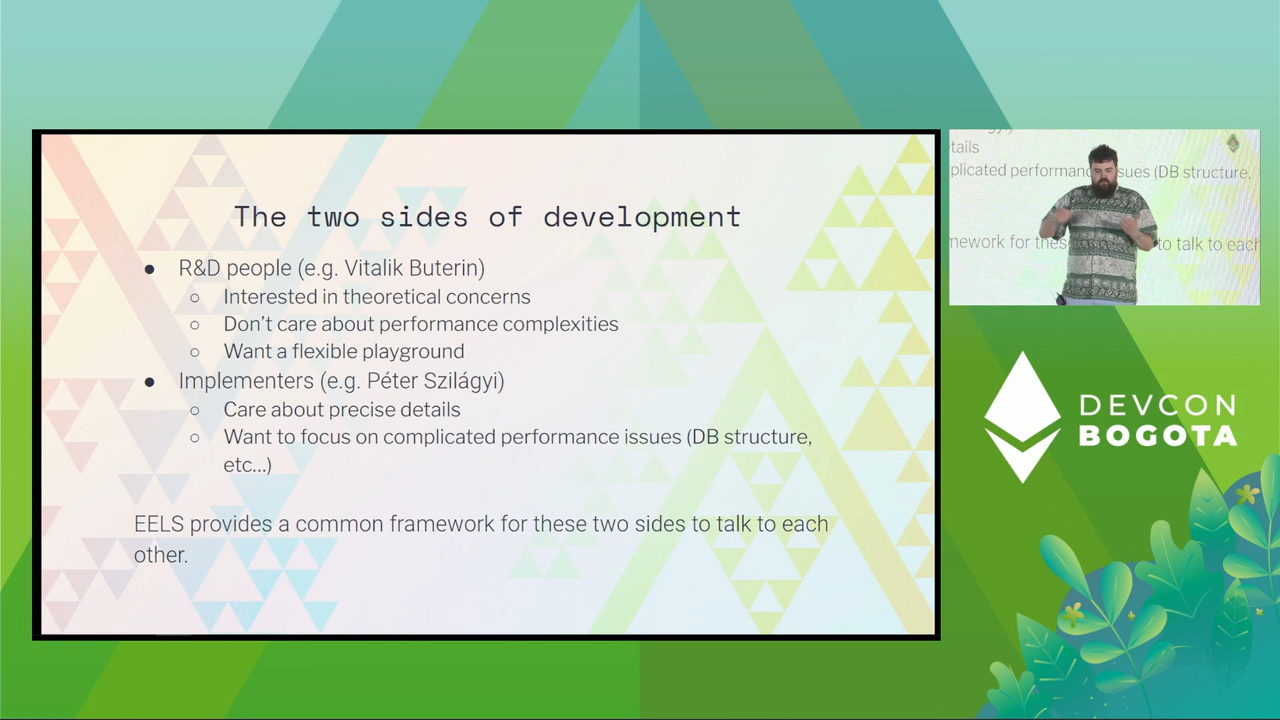 The two sides of development
● R&D people (e.g. Vitalik Buterin)
○ Interested in theoretical concerns
○ Don't care about performance complexities
○ Want a flexible playground
● Implementers (e.g. Péter Szilágyi)
○ Care about precise details
○ Want to focus on complicated performance issues (DB structure,
etc...)
EELS provides a common framework for these two sides to talk to each
other.
tails
plicated performanc sues (DB structure,
mework for thes to talk to each
DEVCON
BOGOTA